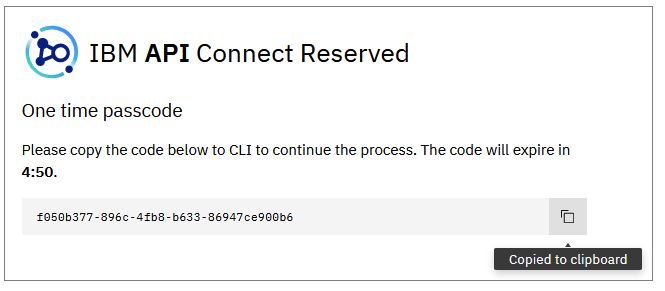 IBM API Connect Reserved
One time passcode
Please copy the code below to CLI to continue the process. The code will expire in
4:50.
f050b377-896c-4fb8-b633-86947ce900b6
Copied to clipboard